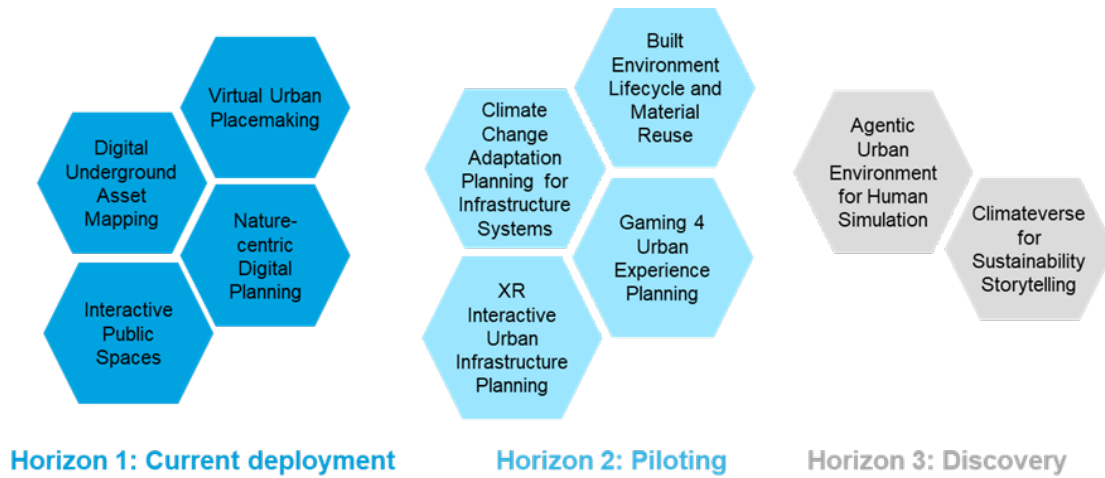 Virtual Urban
Placemaking
Digital
Underground
Asset
Mapping
Nature-
centric
Digital
Planning
Interactive
Public
Spaces
Horizon 1: Current deployment
Built
Environment
Lifecycle and
Material
Reuse
Climate
Change
Adaptation
Planning for
Infrastructure
Systems
Gaming 4
Urban
Experience
Planning
XR
Interactive
Urban
Infrastructure
Planning
Horizon 2: Piloting
Agentic
Urban
Environment
for Human
Simulation
Climateverse
for
Sustainability
Storytelling
Horizon 3: Discovery